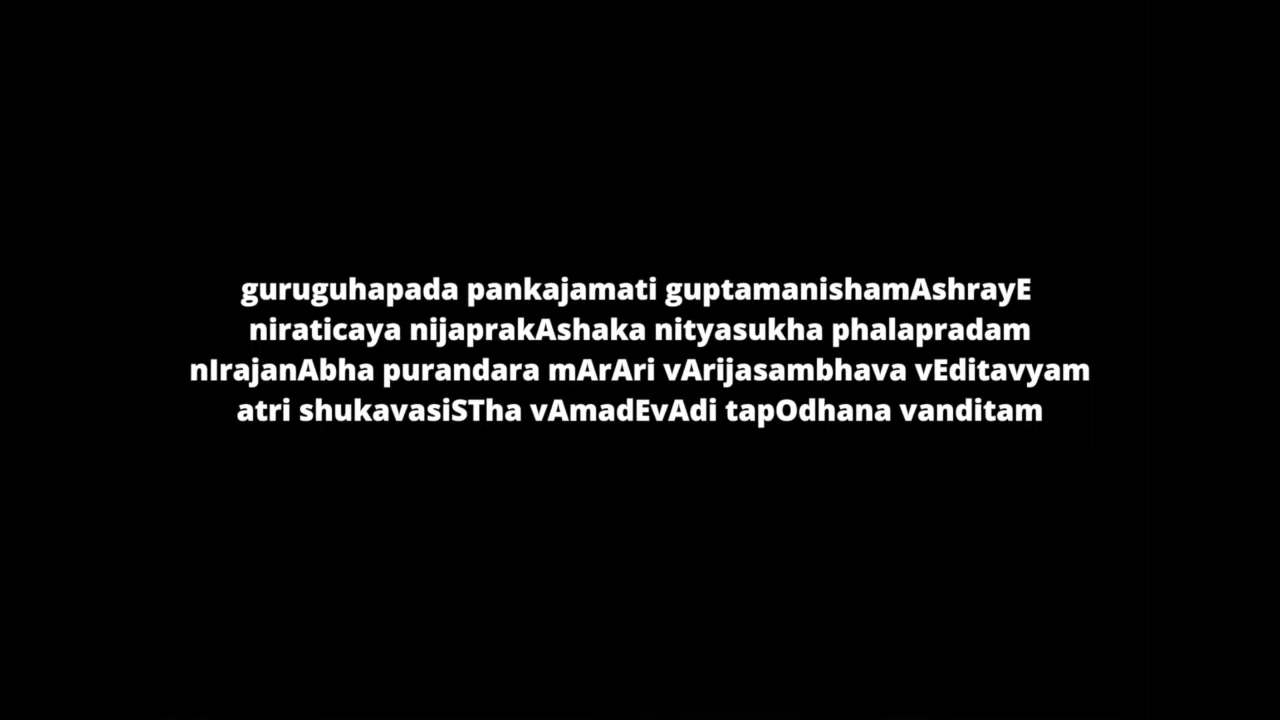 guruguhapada pankajamati guptamanishamAshrayE
niraticaya nijaprakAshaka nityasukha phalapradam
nIrajanAbha purandara mArAri vArijasambhava vEditavyam
atri shukavasiSTha vAmadEvAdi tapOdhana vanditam